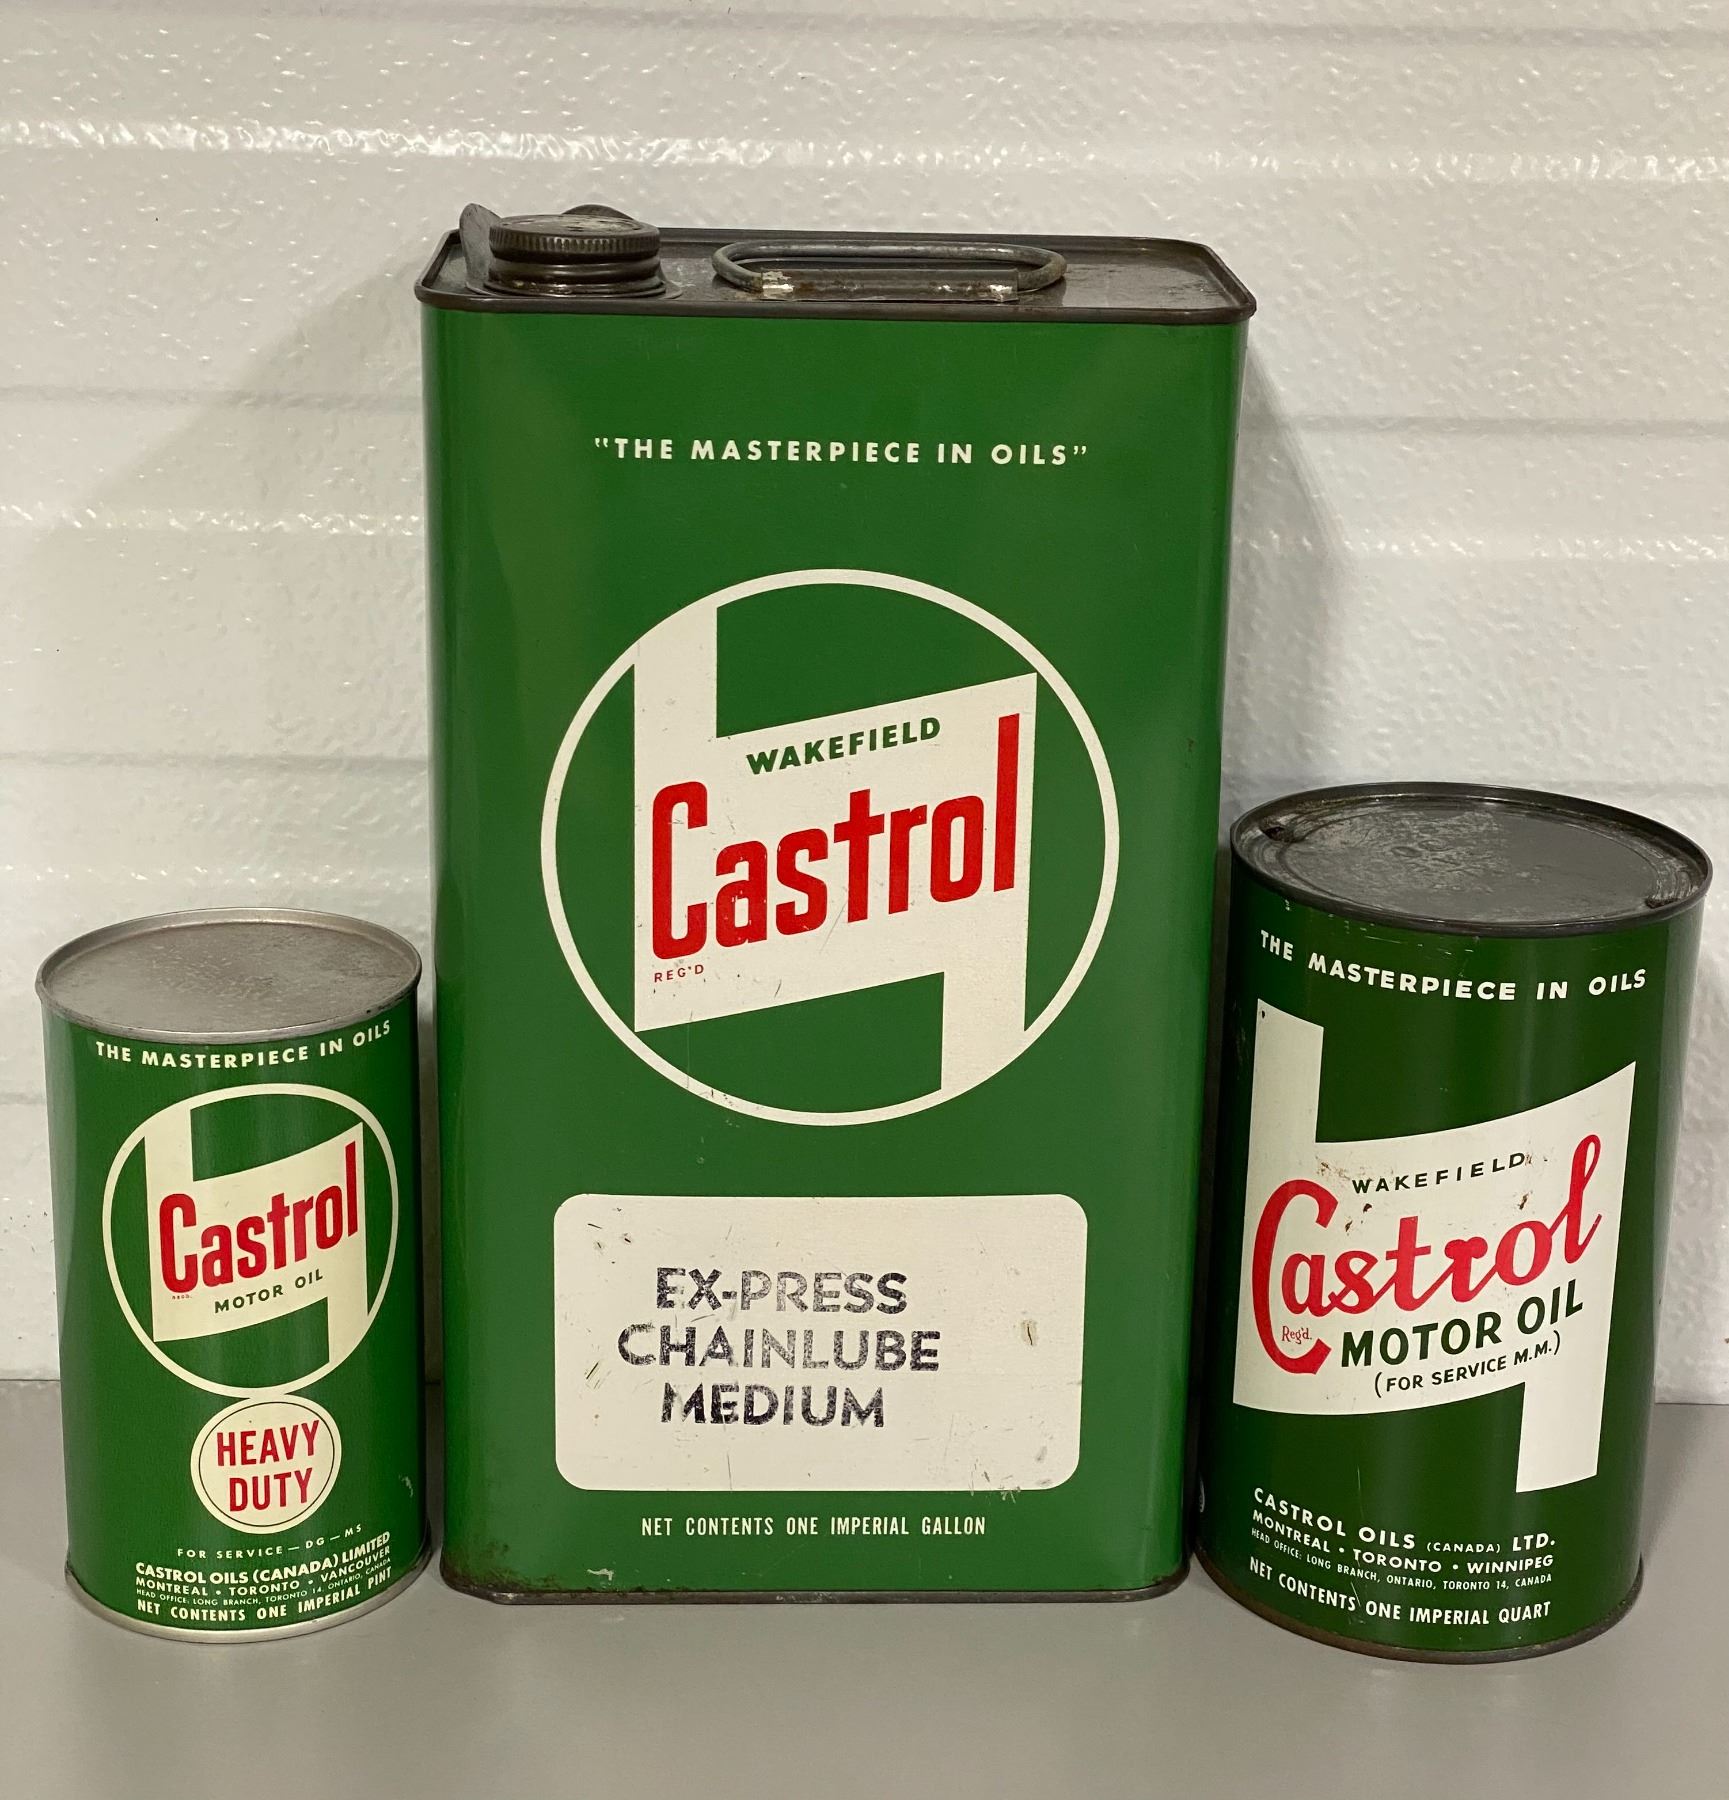 THE MASTERPIECE IN OILS
Castrol
REGD.
MOTOR OIL
HEAVY
DUTY
FOR SERVICE — DG — MS
CASTROL OILS (CANADA) LIMITED
MONTREAL • TORONTO • VANCOUVER
HEAD OFFICE: LONG BRANCH, TORONTO 14, ONTARIO, CANADA
NET CONTENTS ONE IMPERIAL PINT
"THE MASTERPIECE IN OILS"
WAKEFIELD
Castrol
REG'D
EX-PRESS
CHAINLUBE
MEDIUM
NET CONTENTS ONE IMPERIAL GALLON
THE MASTERPIECE IN OILS
WAKEFIELD
Castrol
Reg'd.
MOTOR OIL
(FOR SERVICE M.M.)
CASTROL OILS (CANADA) LTD.
MONTREAL • TORONTO • WINNIPEG
HEAD OFFICE: LONG BRANCH, ONTARIO, TORONTO 14, CANADA
NET CONTENTS ONE IMPERIAL QUART